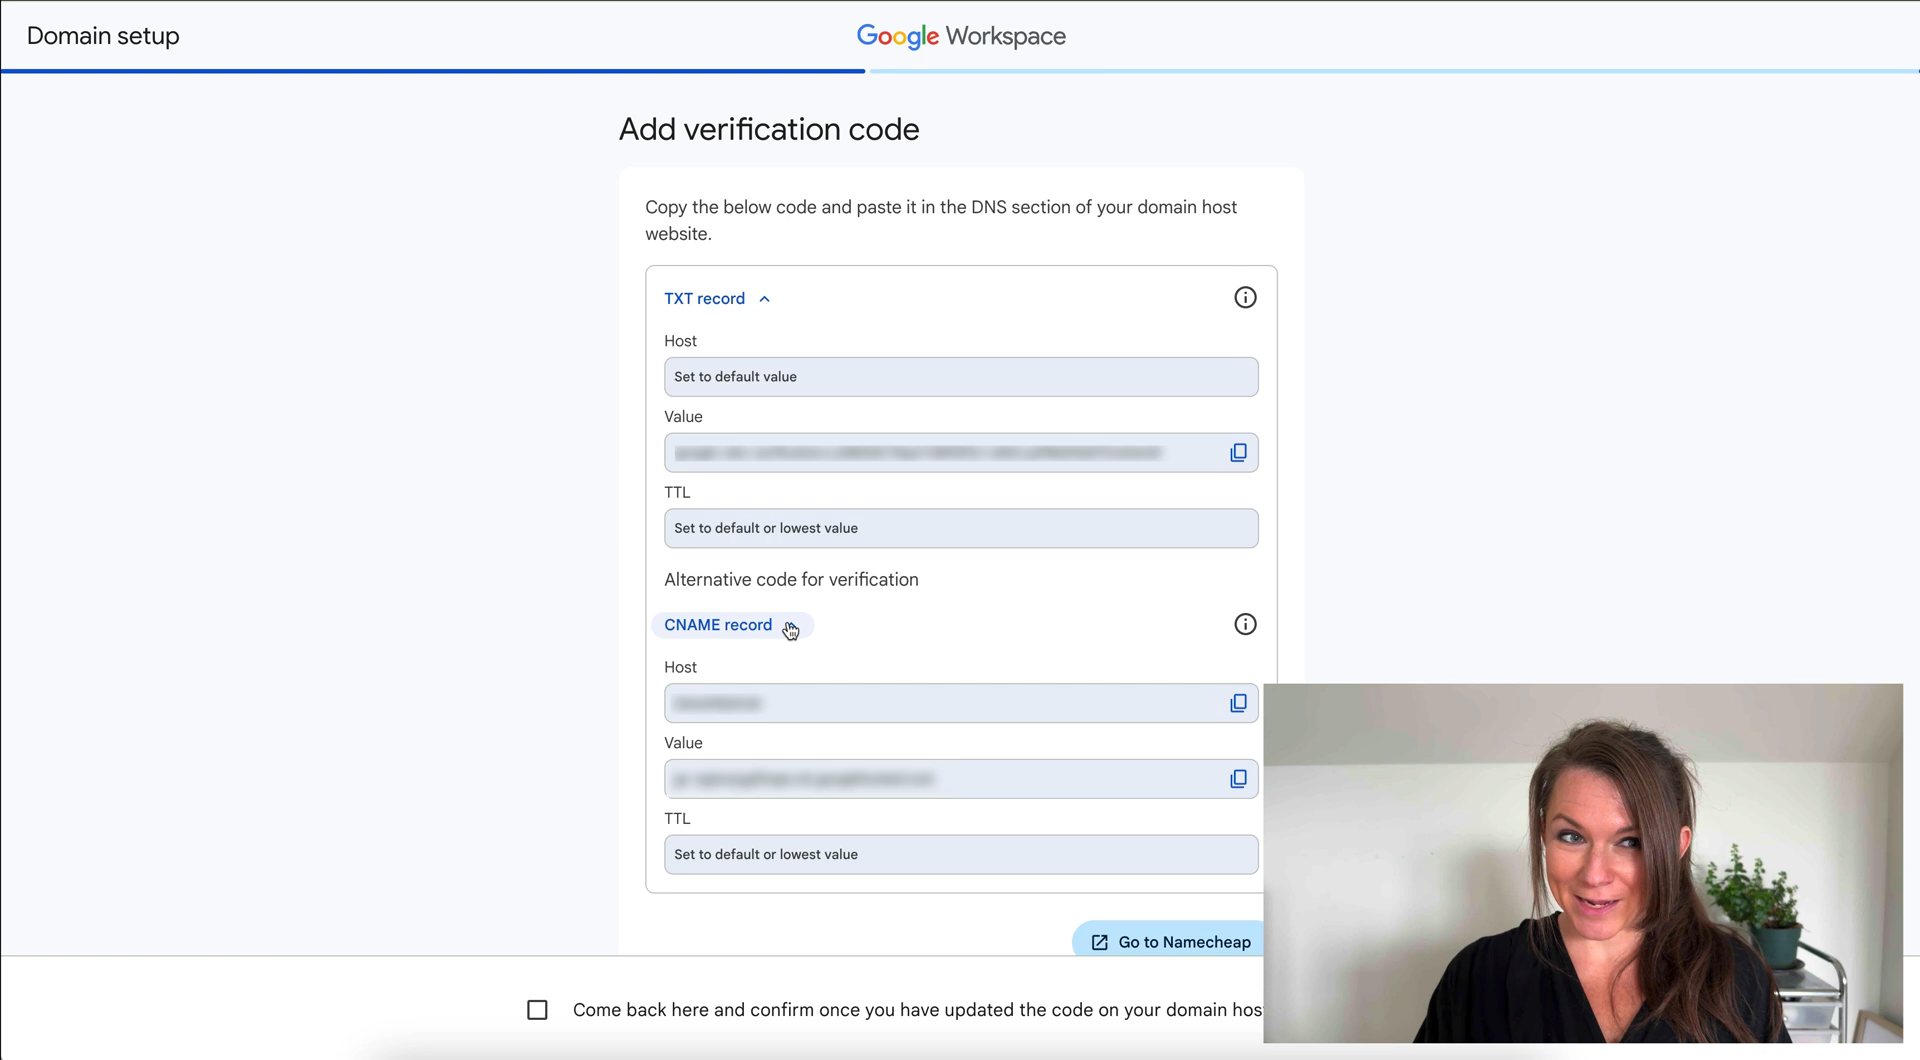 Domain setup
Google Workspace
Add verification code
Copy the below code and paste it in the DNS section of your domain host
website.
TXT record
Host
Set to default value
Value
TTL
Set to default or lowest value
Alternative code for verification
CNAME record
Host
Value
TTL
Set to default or lowest value
Go to Namecheap
Come back here and confirm once you have updated the code on your domain